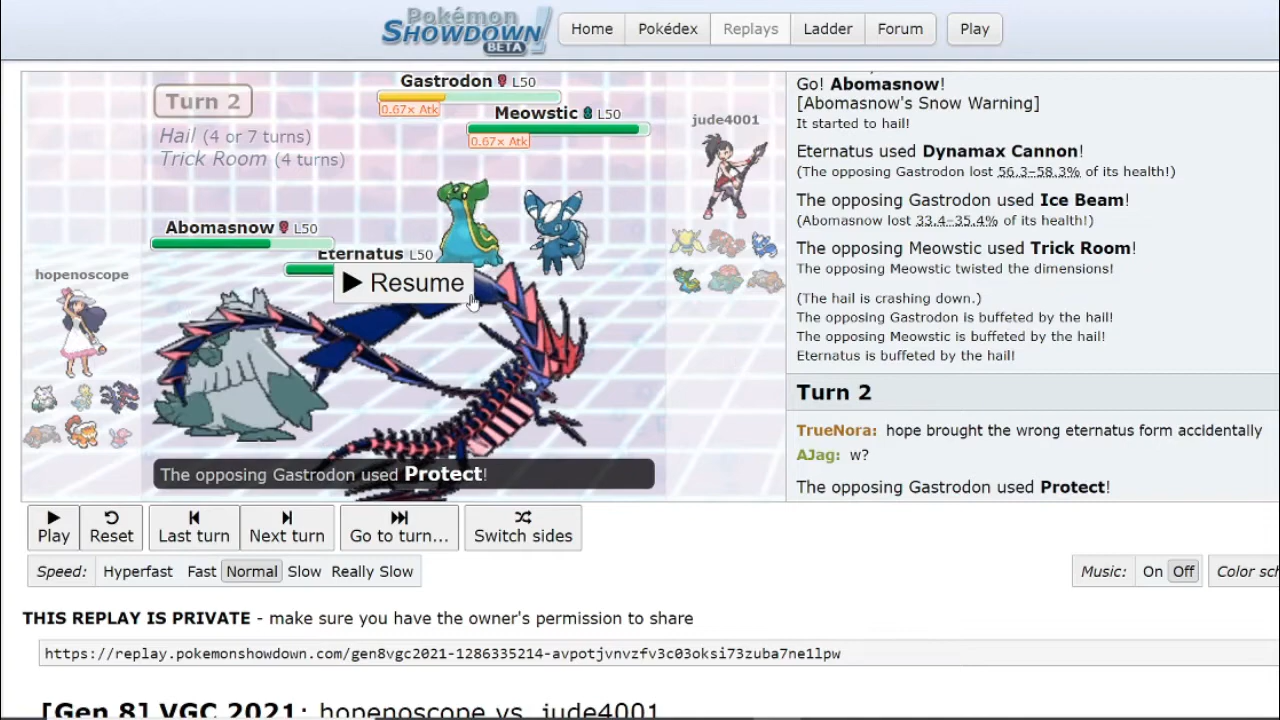 Pokémon
SHOWDOWN!
BETA
Home
Pokédex
Replays
Ladder
Forum
Play
Turn 2
Hail (4 or 7 turns)
Trick Room (4 turns)
Gastrodon L50
0.67× Atk
Meowstic L50
0.67× Atk
jude4001
Abomasnow L50
Eternatus L50
hopenoscope
Resume
The opposing Gastrodon used Protect!
Go! Abomasnow!
[Abomasnow's Snow Warning]
It started to hail!
Eternatus used Dynamax Cannon!
(The opposing Gastrodon lost 56.3–58.3% of its health!)
The opposing Gastrodon used Ice Beam!
(Abomasnow lost 33.4–35.4% of its health!)
The opposing Meowstic used Trick Room!
The opposing Meowstic twisted the dimensions!
(The hail is crashing down.)
The opposing Gastrodon is buffeted by the hail!
The opposing Meowstic is buffeted by the hail!
Eternatus is buffeted by the hail!
Turn 2
TrueNora: hope brought the wrong eternatus form accidentally
AJag: w?
The opposing Gastrodon used Protect!
Play
Reset
Last turn
Next turn
Go to turn...
Switch sides
Speed: Hyperfast Fast Normal Slow Really Slow
Music: On Off
Color sch
THIS REPLAY IS PRIVATE - make sure you have the owner's permission to share
https://replay.pokemonshowdown.com/gen8vgc2021-1286335214-avpotjvnvzfv3c03oksi73zuba7ne1lpw
[Gen 8] VGC 2021: hopenoscope vs. jude4001